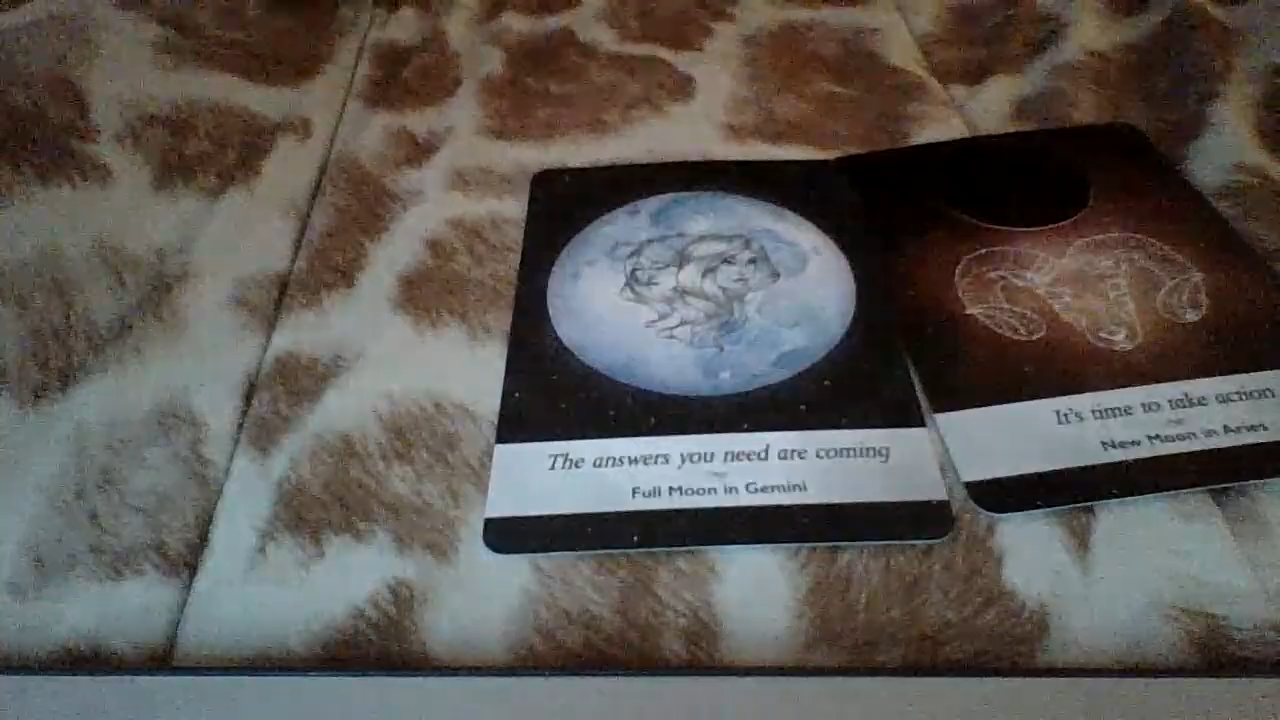 The answers you need are coming
Full Moon in Gemini
It's time to take action
New Moon in Aries